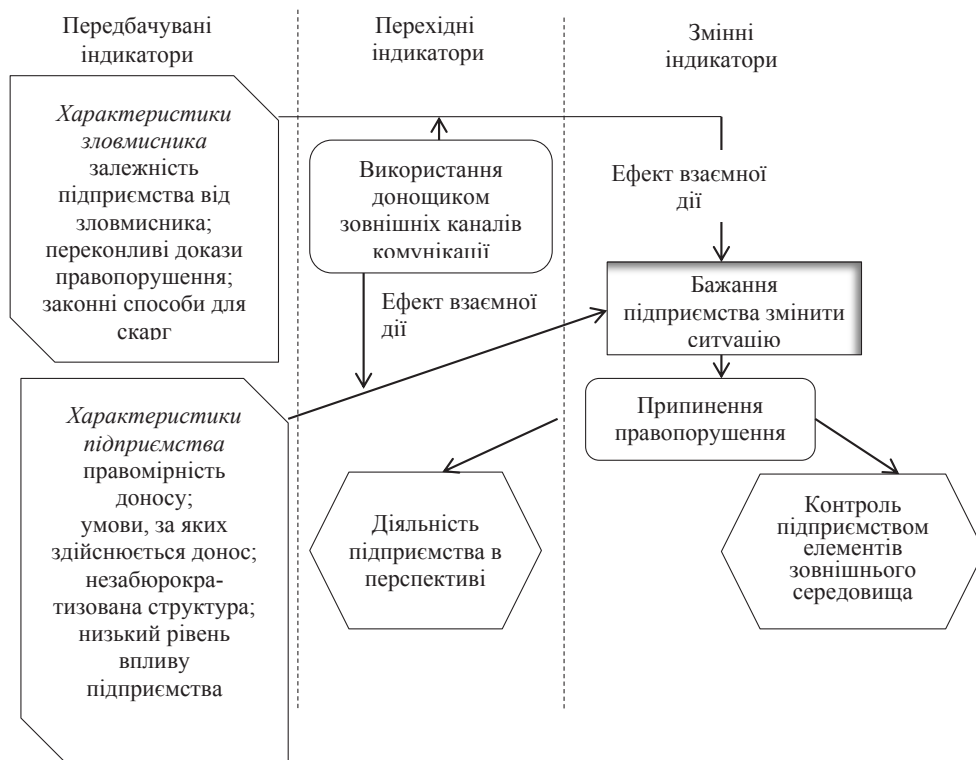 Передбачувані
індикатори
Перехідні
індикатори
Змінні
індикатори
Характеристики
зловмисника
залежність
підприємства від
зловмисника;
переконливі докази
правопорушення;
законні способи для
скарг
Використання
донощиком
зовнішніх каналів
комунікації
Ефект взаємної
дії
Ефект взаємної
дії
Бажання
підприємства змінити
ситуацію
Характеристики
підприємства
правомірність
доносу;
умови, за яких
здійснюється донос;
незабюрокра-
тизована структура;
низький рівень
впливу
підприємства
Припинення
правопорушення
Діяльність
підприємства в
перспективі
Контроль
підприємством
елементів
зовнішнього
середовища